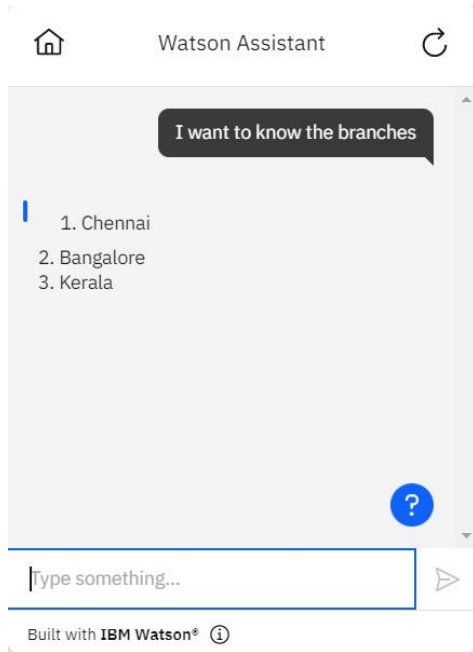 Watson Assistant
I want to know the branches
1. Chennai
2. Bangalore
3. Kerala
?
Type something...
Built with IBM Watson® i